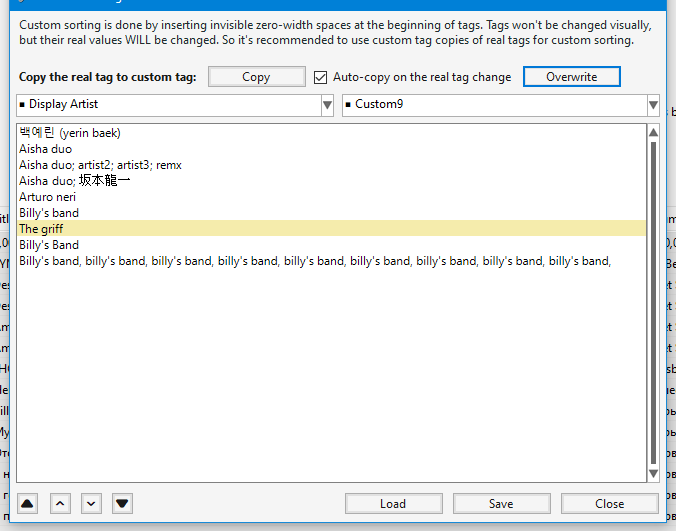 Custom sorting is done by inserting invisible zero-width spaces at the beginning of tags. Tags won't be changed visually,
but their real values WILL be changed. So it's recommended to use custom tag copies of real tags for custom sorting.
Copy the real tag to custom tag: Copy Auto-copy on the real tag change Overwrite
Display Artist Custom9
백예린 (yerin baek)
Aisha duo
Aisha duo; artist2; artist3; remx
Aisha duo; 坂本龍一
Arturo neri
Billy's band
The griff
Billy's Band
Billy's band, billy's band, billy's band, billy's band, billy's band, billy's band, billy's band, billy's band, billy's band,
Load Save Close